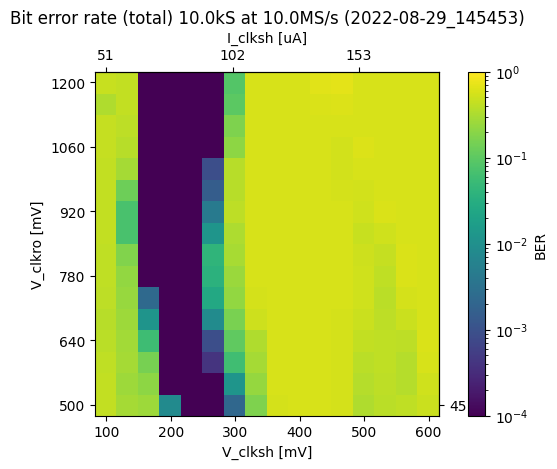 Bit error rate (total) 10.0kS at 10.0MS/s (2022-08-29_145453)
I_clksh [uA]
51 102 153
1200
1060
920
780
640
500
V_clkro [mV]
45
100 200 300 400 500 600
V_clksh [mV]
10^0
10^-1
10^-2
10^-3
10^-4
BER